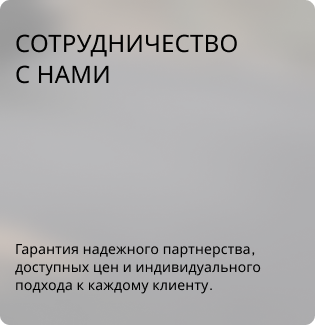 СОТРУДНИЧЕСТВО
С НАМИ
Гарантия надежного партнерства,
доступных цен и индивидуального
подхода к каждому клиенту.